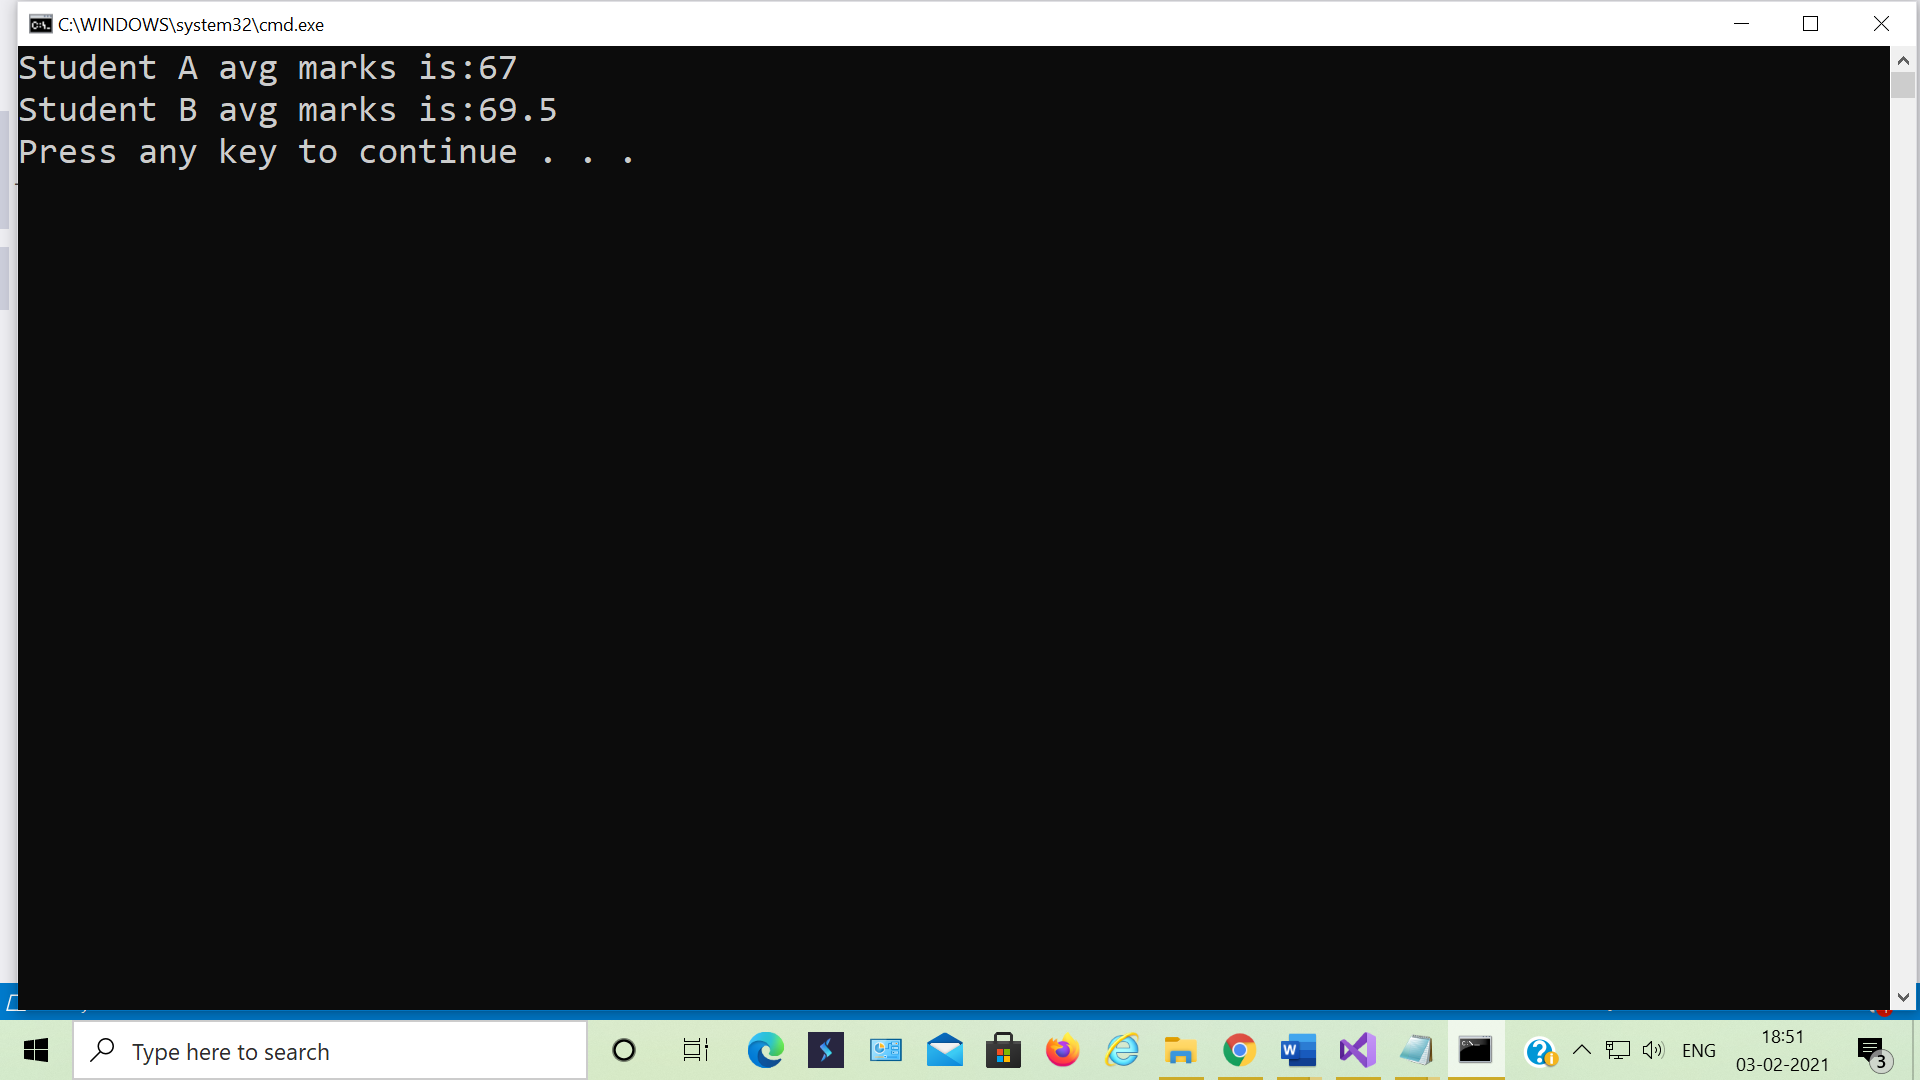 C:\WINDOWS\system32\cmd.exe
Student A avg marks is:67
Student B avg marks is:69.5
Press any key to continue . . .
Type here to search
ENG
18:51
03-02-2021
3